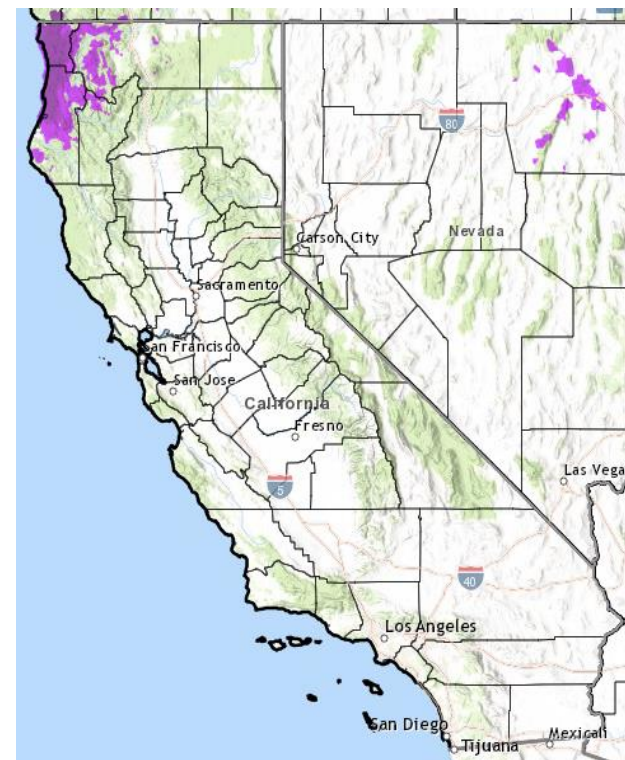 80
Nevada
Carson City
Sacramento
San Francisco
San Jose
California
Fresno
5
Las Vega
40
Los Angeles
San Diego
Tijuana
Mexicali